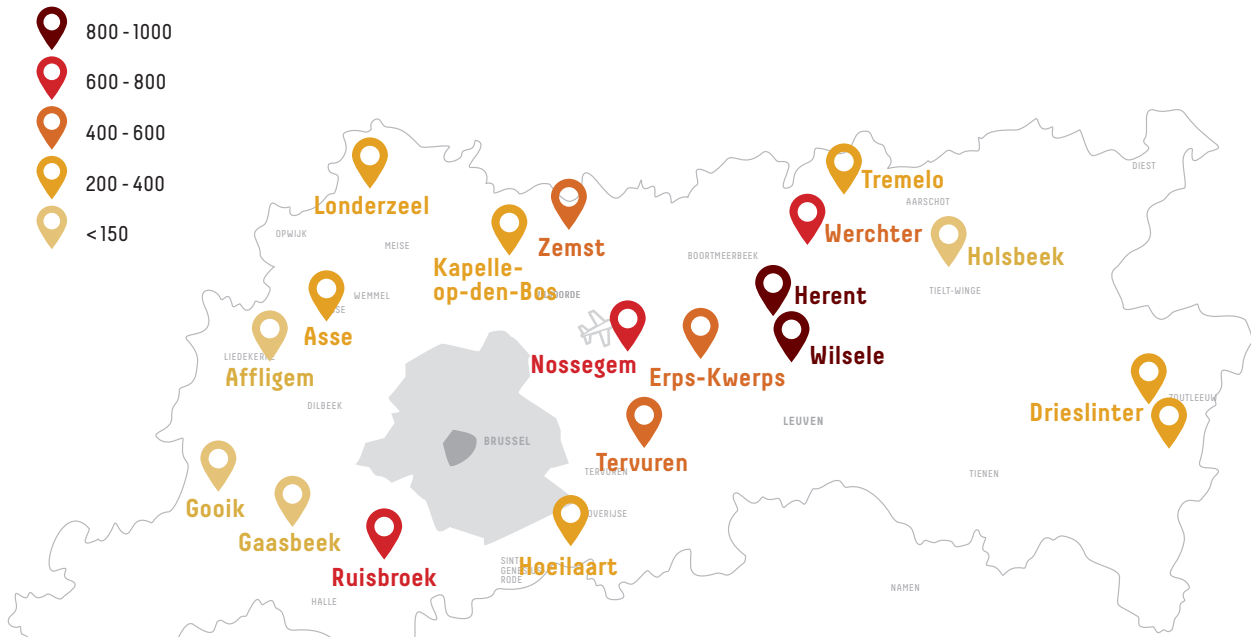 800 - 1000
600 - 800
400 - 600
200 - 400
<150
DIEST
Londerzeel
Tremelo
AARSCHOT
OPWIJK
MEISE
Zemst
Werchter
Holsbeek
BOORTMEERBEEK
Kapelle-
op-den-Bos
WEMMEL
Herent
TIELT-WINGE
Asse
Nossegem
Erps-Kwerps
Wilsele
LIEDEKERKE
Affligem
DILBEEK
ZOUTLEEUW
Drieslinter
LEUVEN
BRUSSEL
Tervuren
TERVUREN
TIENEN
Gooik
Gaasbeek
OVERIJSE
Ruisbroek
SINT
GENESIUS
RODE
Hoeilaart
NAMEN
HALLE